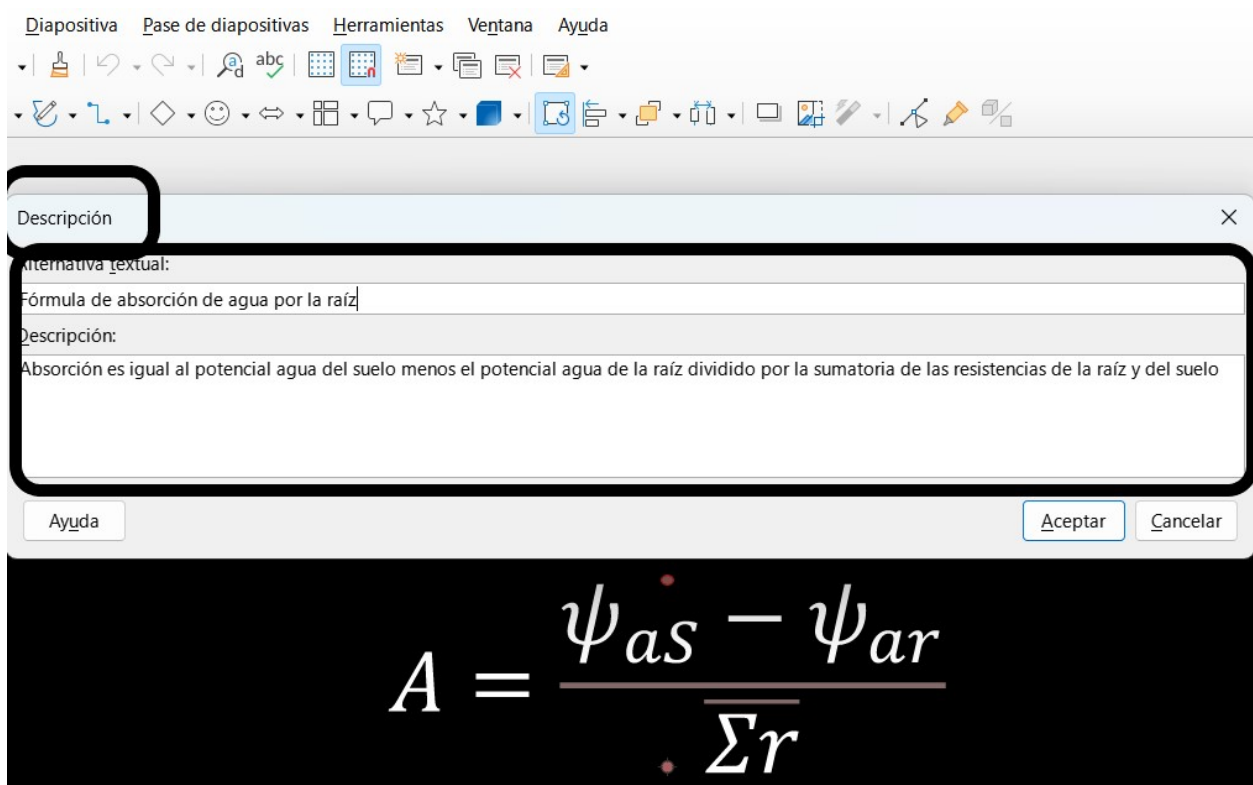 Diapositiva Pase de diapositivas Herramientas Ventana Ayuda
Descripción
Alternativa textual:
Fórmula de absorción de agua por la raíz
Descripción:
Absorción es igual al potencial agua del suelo menos el potencial agua de la raíz dividido por la sumatoria de las resistencias de la raíz y del suelo
Ayuda Aceptar Cancelar
ψas − ψar
A =
Σr